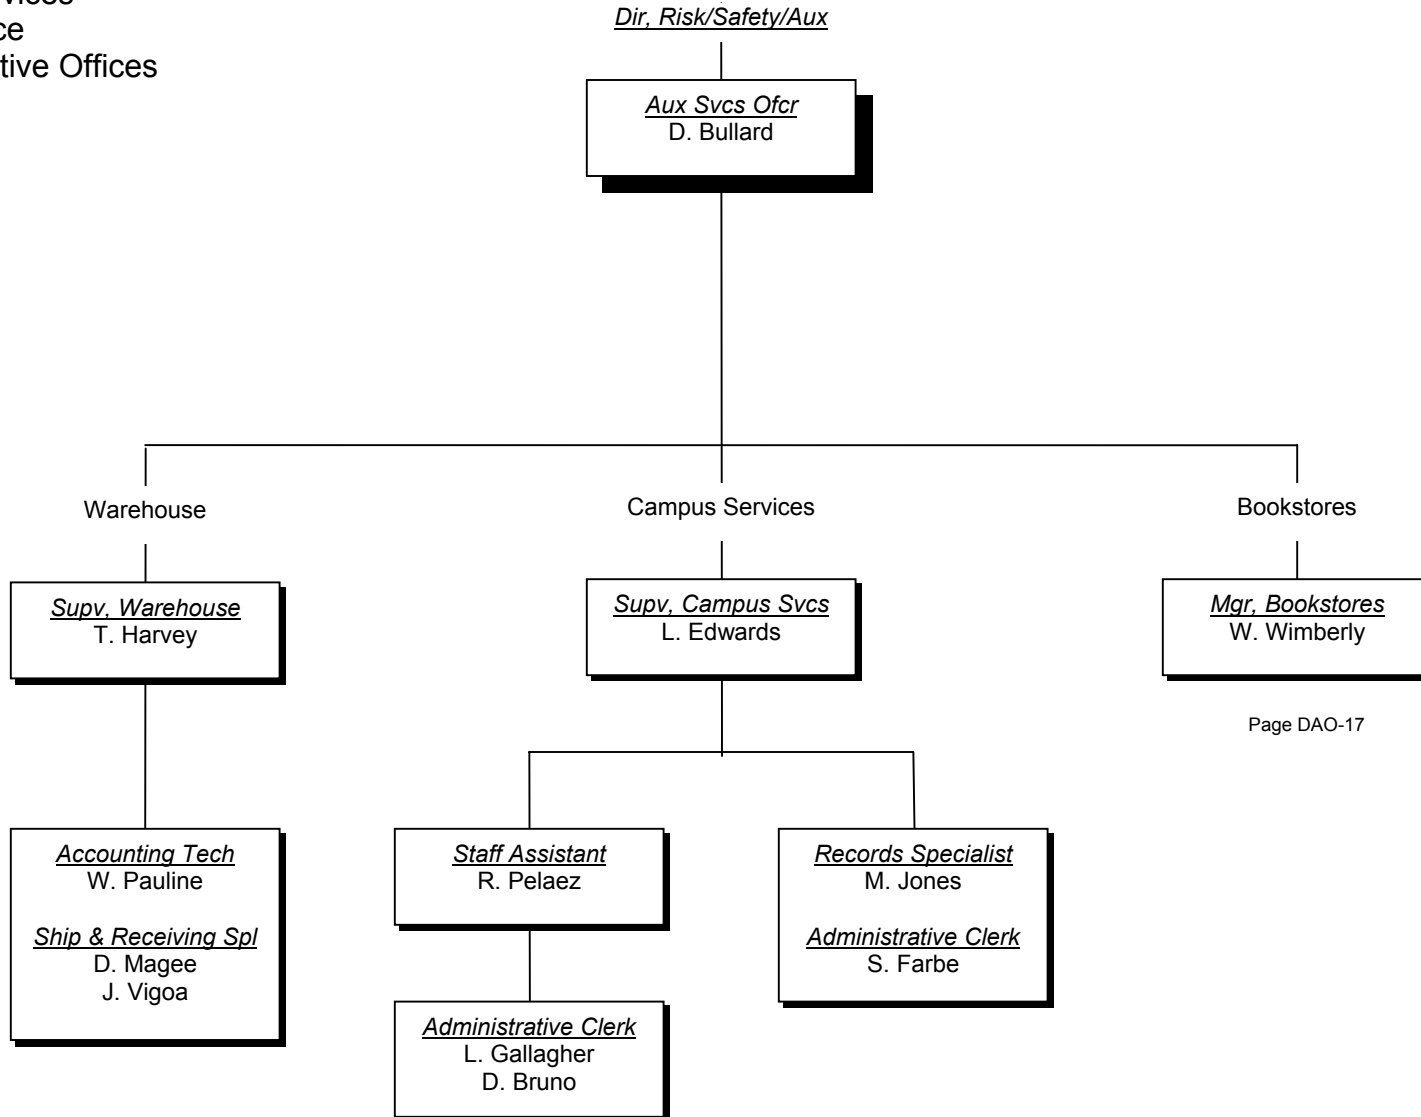 Dir, Risk/Safety/Aux
tive Offices
Aux Svcs Ofcr
D. Bullard
Warehouse
Campus Services
Bookstores
Supv, Warehouse
T. Harvey
Supv, Campus Svcs
L. Edwards
Mgr, Bookstores
W. Wimberly
Page DAO-17
Accounting Tech
W. Pauline
Ship & Receiving Spl
D. Magee
J. Vigoa
Staff Assistant
R. Pelaez
Records Specialist
M. Jones
Administrative Clerk
S. Farbe
Administrative Clerk
L. Gallagher
D. Bruno